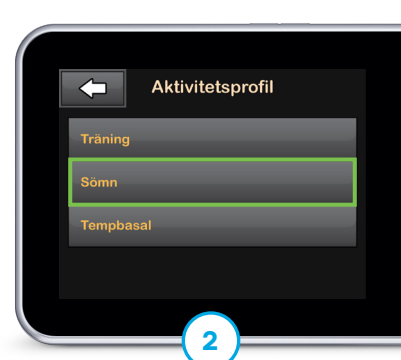 Aktivitetsprofil
Träning
Sömn
Tempbasal
2